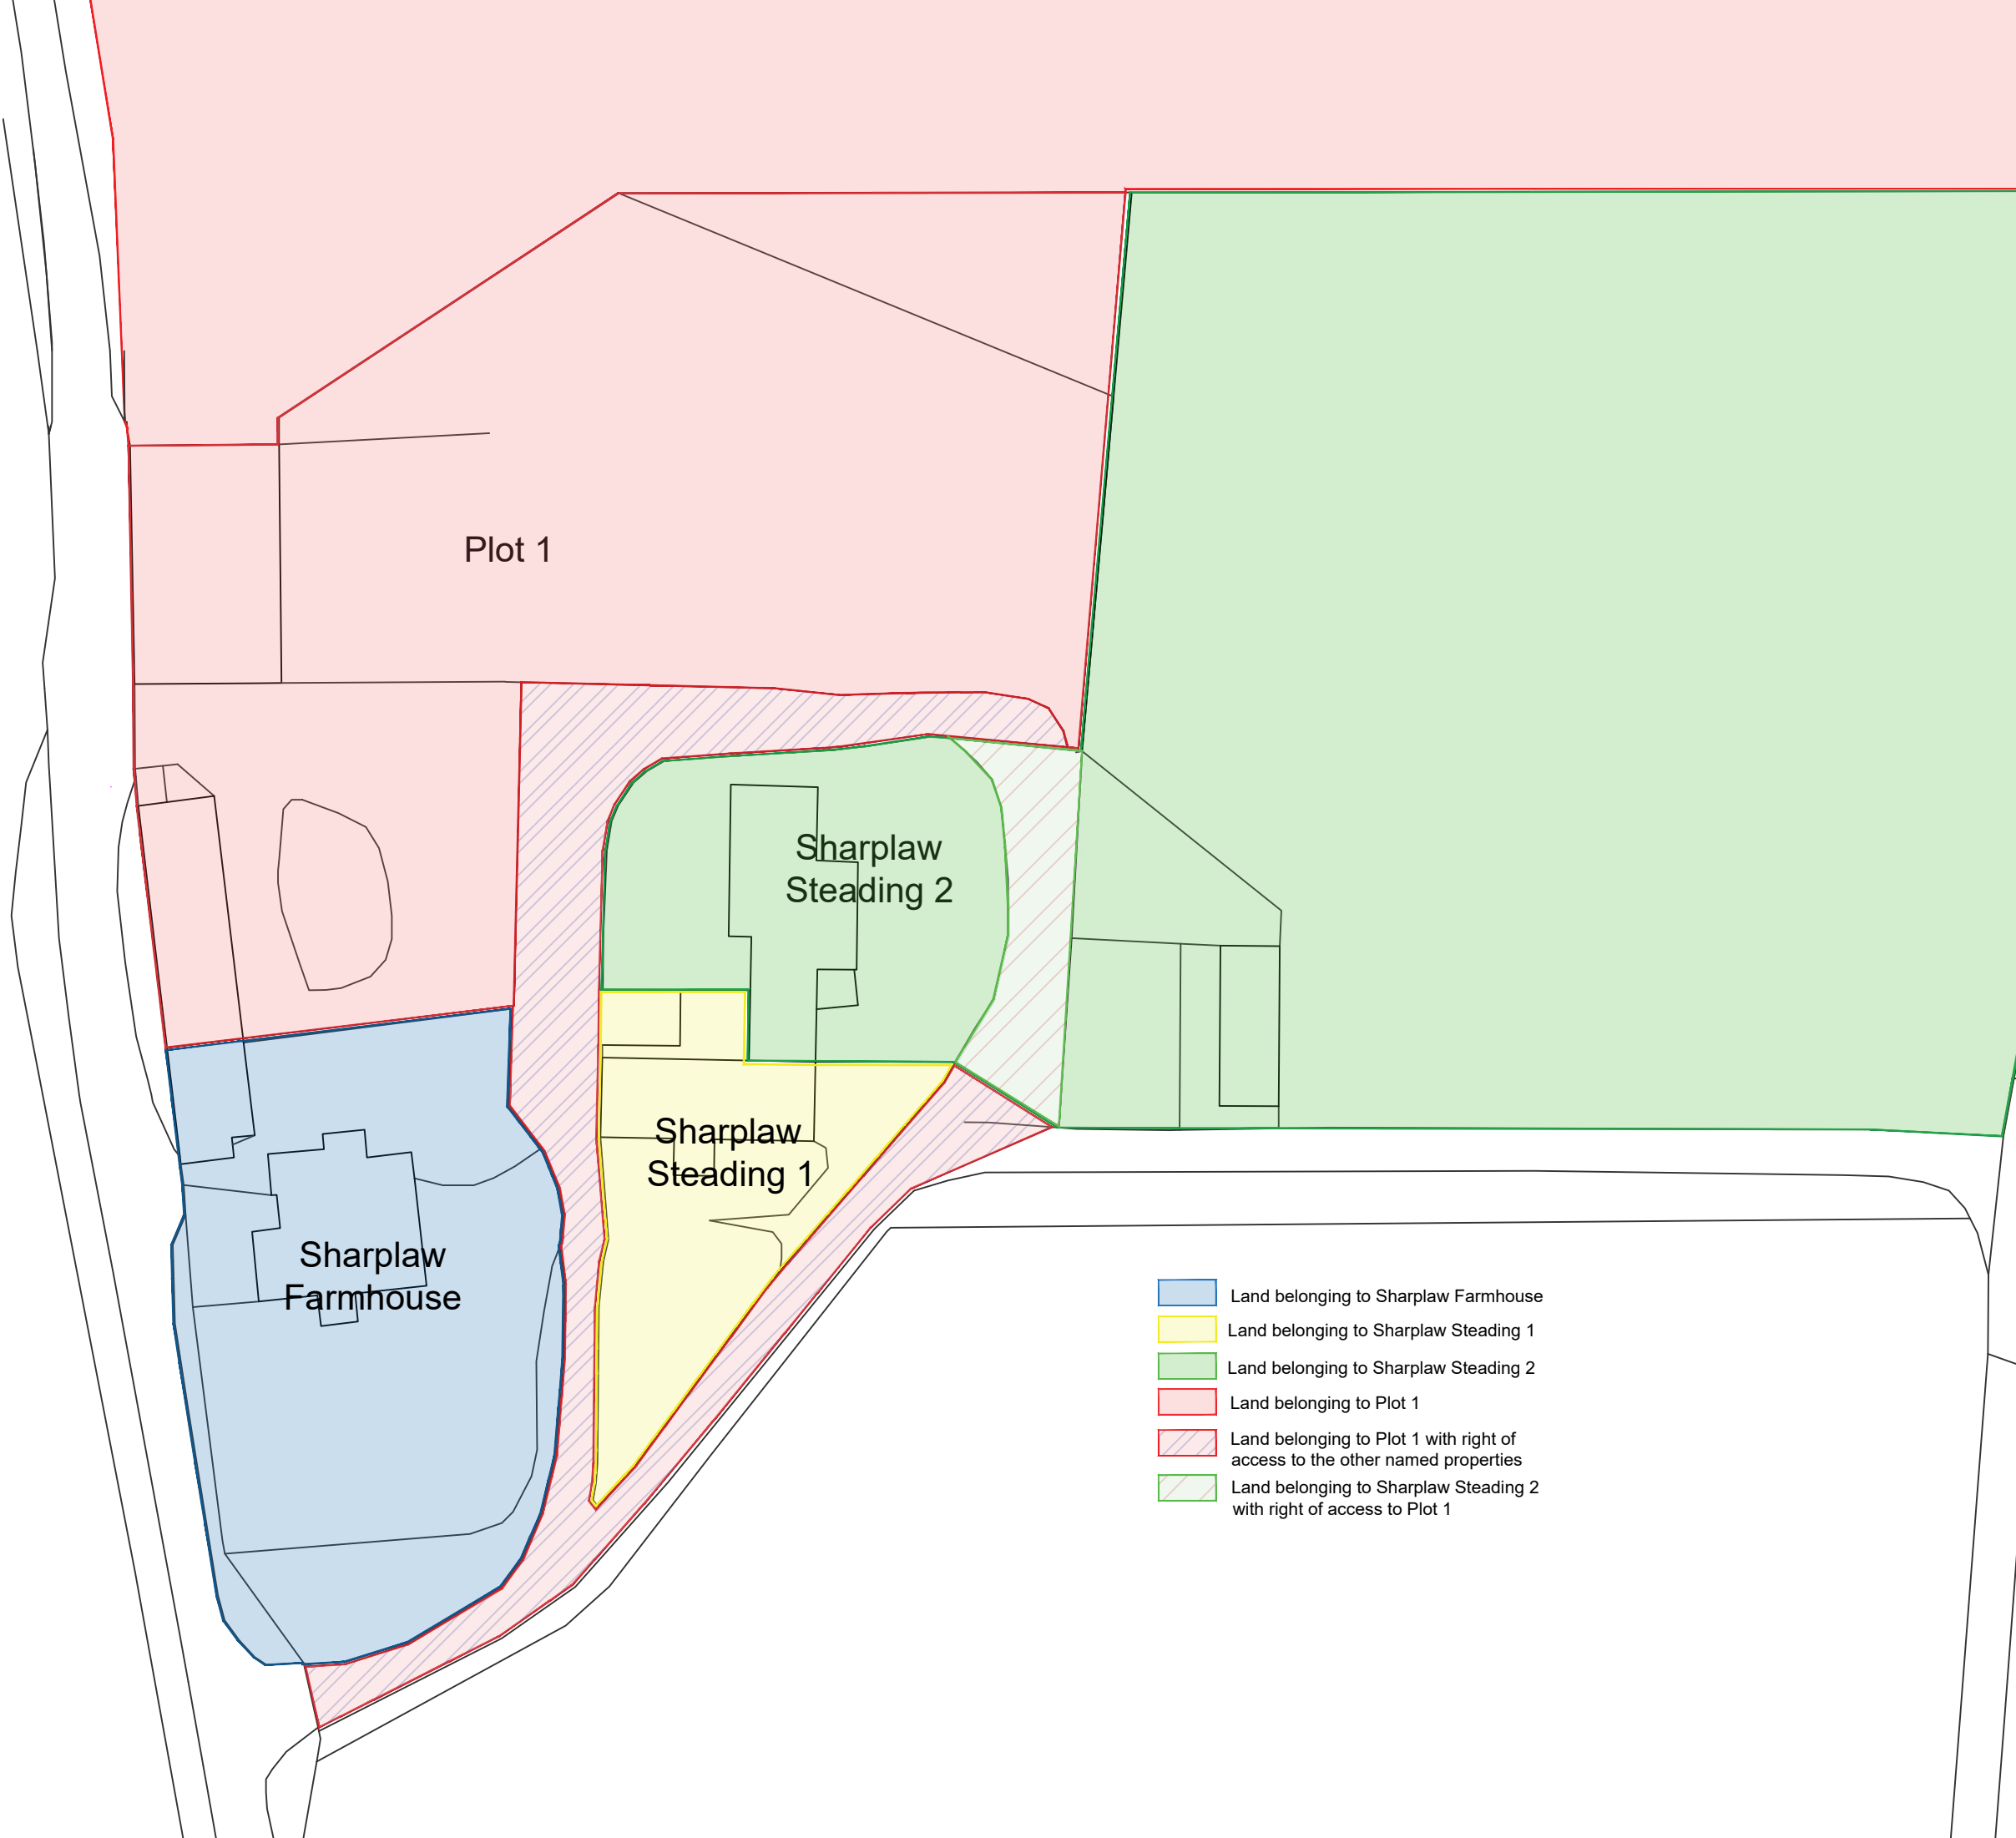 Plot 1
Sharplaw
Steading 2
Sharplaw
Steading 1
Sharplaw
Farmhouse
Land belonging to Sharplaw Farmhouse
Land belonging to Sharplaw Steading 1
Land belonging to Sharplaw Steading 2
Land belonging to Plot 1
Land belonging to Plot 1 with right of
access to the other named properties
Land belonging to Sharplaw Steading 2
with right of access to Plot 1